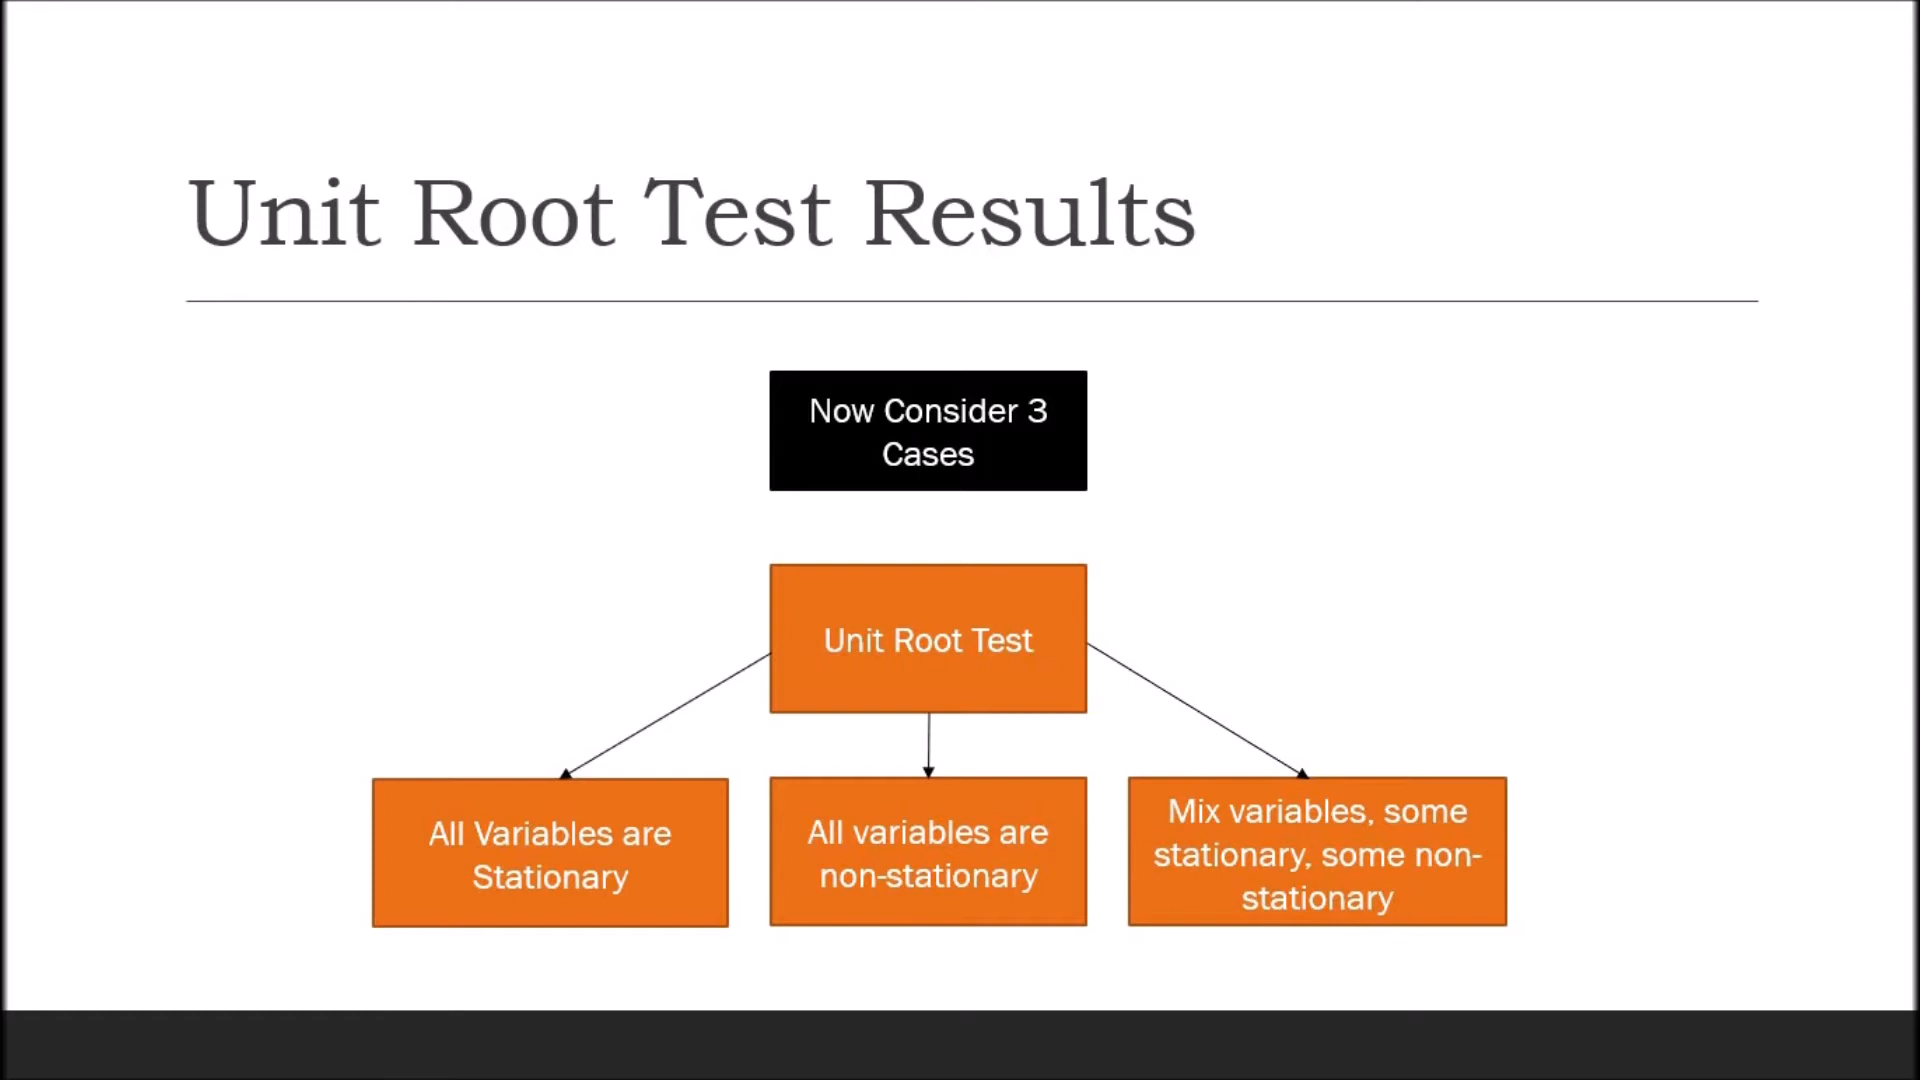 Unit Root Test Results
Now Consider 3
Cases
Unit Root Test
All Variables are
Stationary
All variables are
non-stationary
Mix variables, some
stationary, some non-
stationary